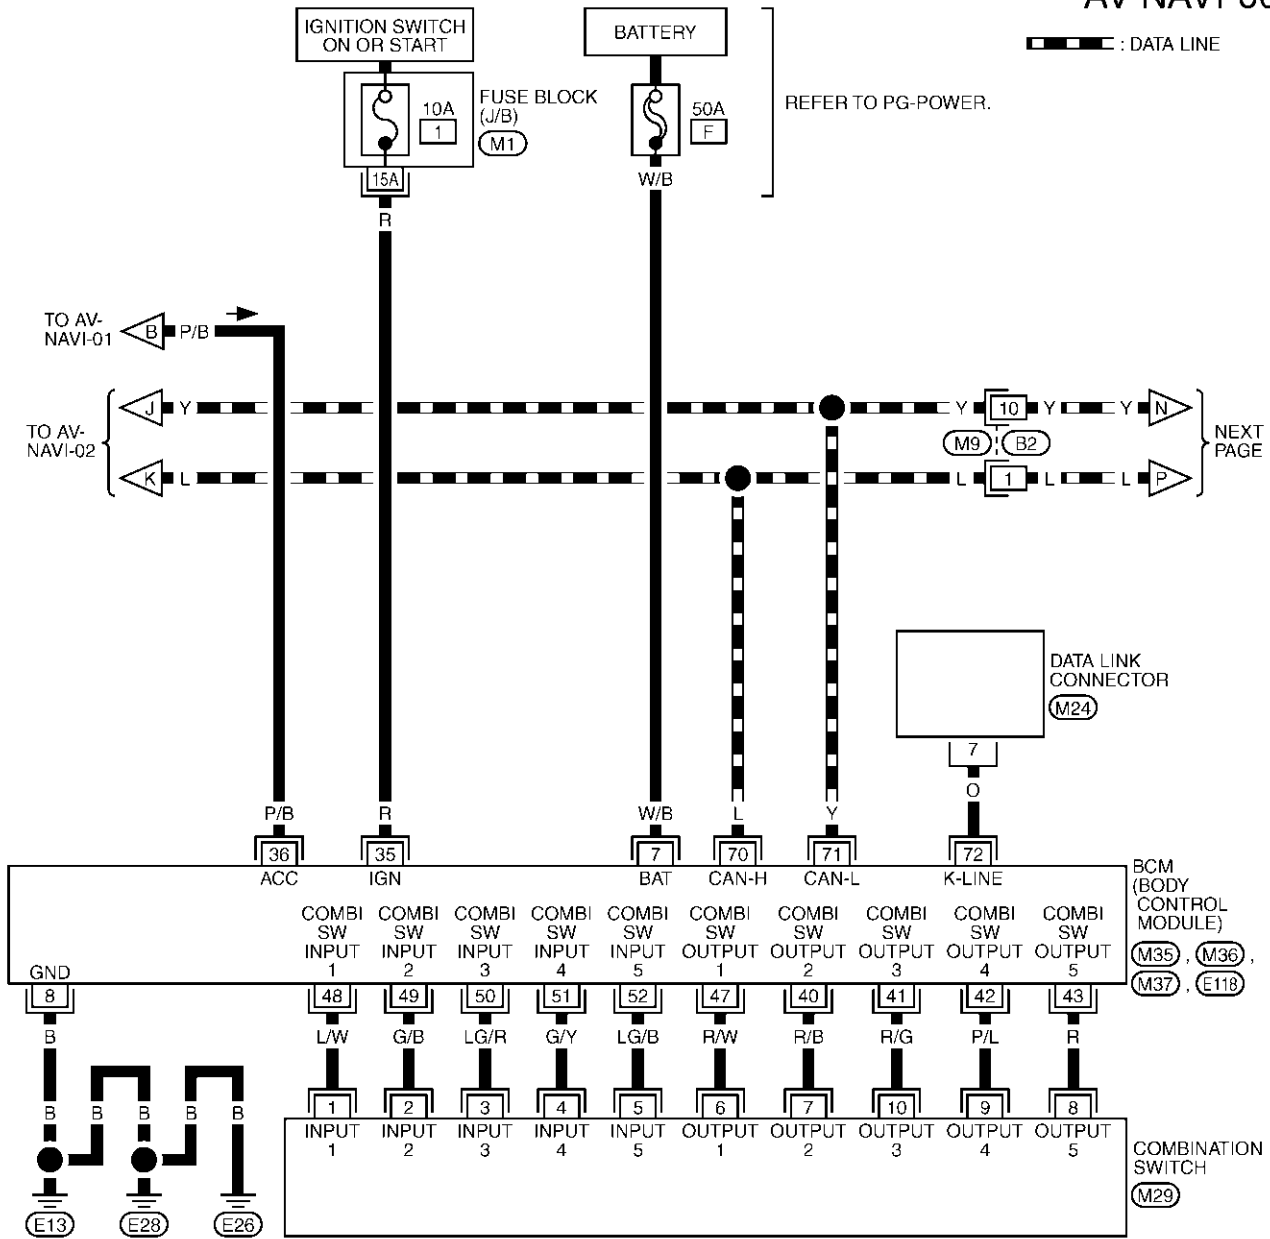 AV-NAVI-03
IGNITION SWITCH
ON OR START
BATTERY
: DATA LINE
10A
1
FUSE BLOCK
(J/B)
M1
50A
F
REFER TO PG-POWER.
15A
W/B
R
TO AV-
NAVI-01
B P/B
J Y Y 10 Y Y N
TO AV-
NAVI-02
M9 B2
NEXT
PAGE
K L L 1 L L P
DATA LINK
CONNECTOR
M24
7
O
P/B R W/B L Y
36 35 7 70 71 72
ACC IGN BAT CAN-H CAN-L K-LINE
BCM
(BODY
CONTROL
MODULE)
M35 , M36 ,
M37 , E118
COMBI COMBI COMBI COMBI COMBI COMBI COMBI COMBI COMBI COMBI
SW SW SW SW SW SW SW SW SW SW
INPUT INPUT INPUT INPUT INPUT OUTPUT OUTPUT OUTPUT OUTPUT OUTPUT
GND 1 2 3 4 5 1 2 3 4 5
8 48 49 50 51 52 47 40 41 42 43
B L/W G/B LG/R G/Y LG/B R/W R/B R/G P/L R
B B B B B 1 2 3 4 5 6 7 10 9 8
INPUT INPUT INPUT INPUT INPUT OUTPUT OUTPUT OUTPUT OUTPUT OUTPUT
1 2 3 4 5 1 2 3 4 5
COMBINATION
SWITCH
M29
E13 E28 E26